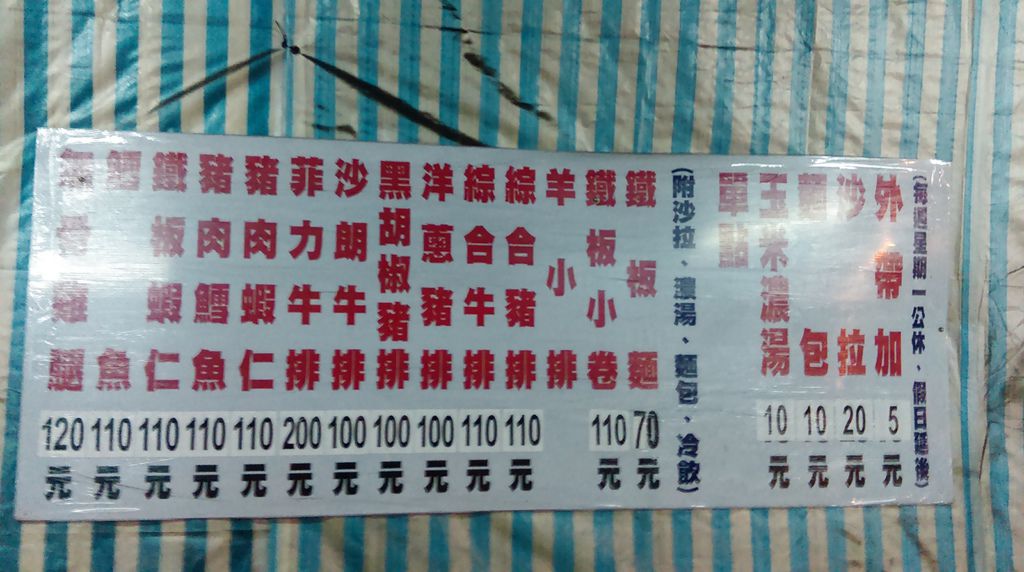 無骨雞腿120元
鱈魚110元
鐵板蝦仁110元
豬肉鱈魚110元
豬肉蝦仁110元
菲力牛排200元
沙朗牛排100元
黑胡椒豬排100元
洋蔥豬排100元
綜合牛排110元
綜合豬排110元
羊小排
鐵板小卷110元
鐵板麵70元
(附沙拉、濃湯、麵包、冷飲)
單點
玉米濃湯10元
麵包10元
沙拉20元
外帶加5元
(每週星期一公休、假日延後)